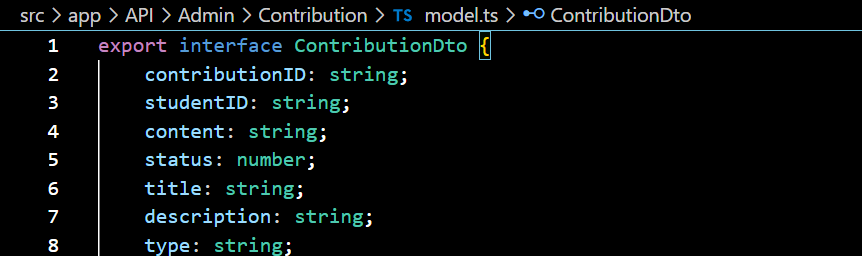 src > app > API > Admin > Contribution > TS model.ts > ContributionDto
1 export interface ContributionDto {
2 contributionID: string;
3 studentID: string;
4 content: string;
5 status: number;
6 title: string;
7 description: string;
8 type: string;